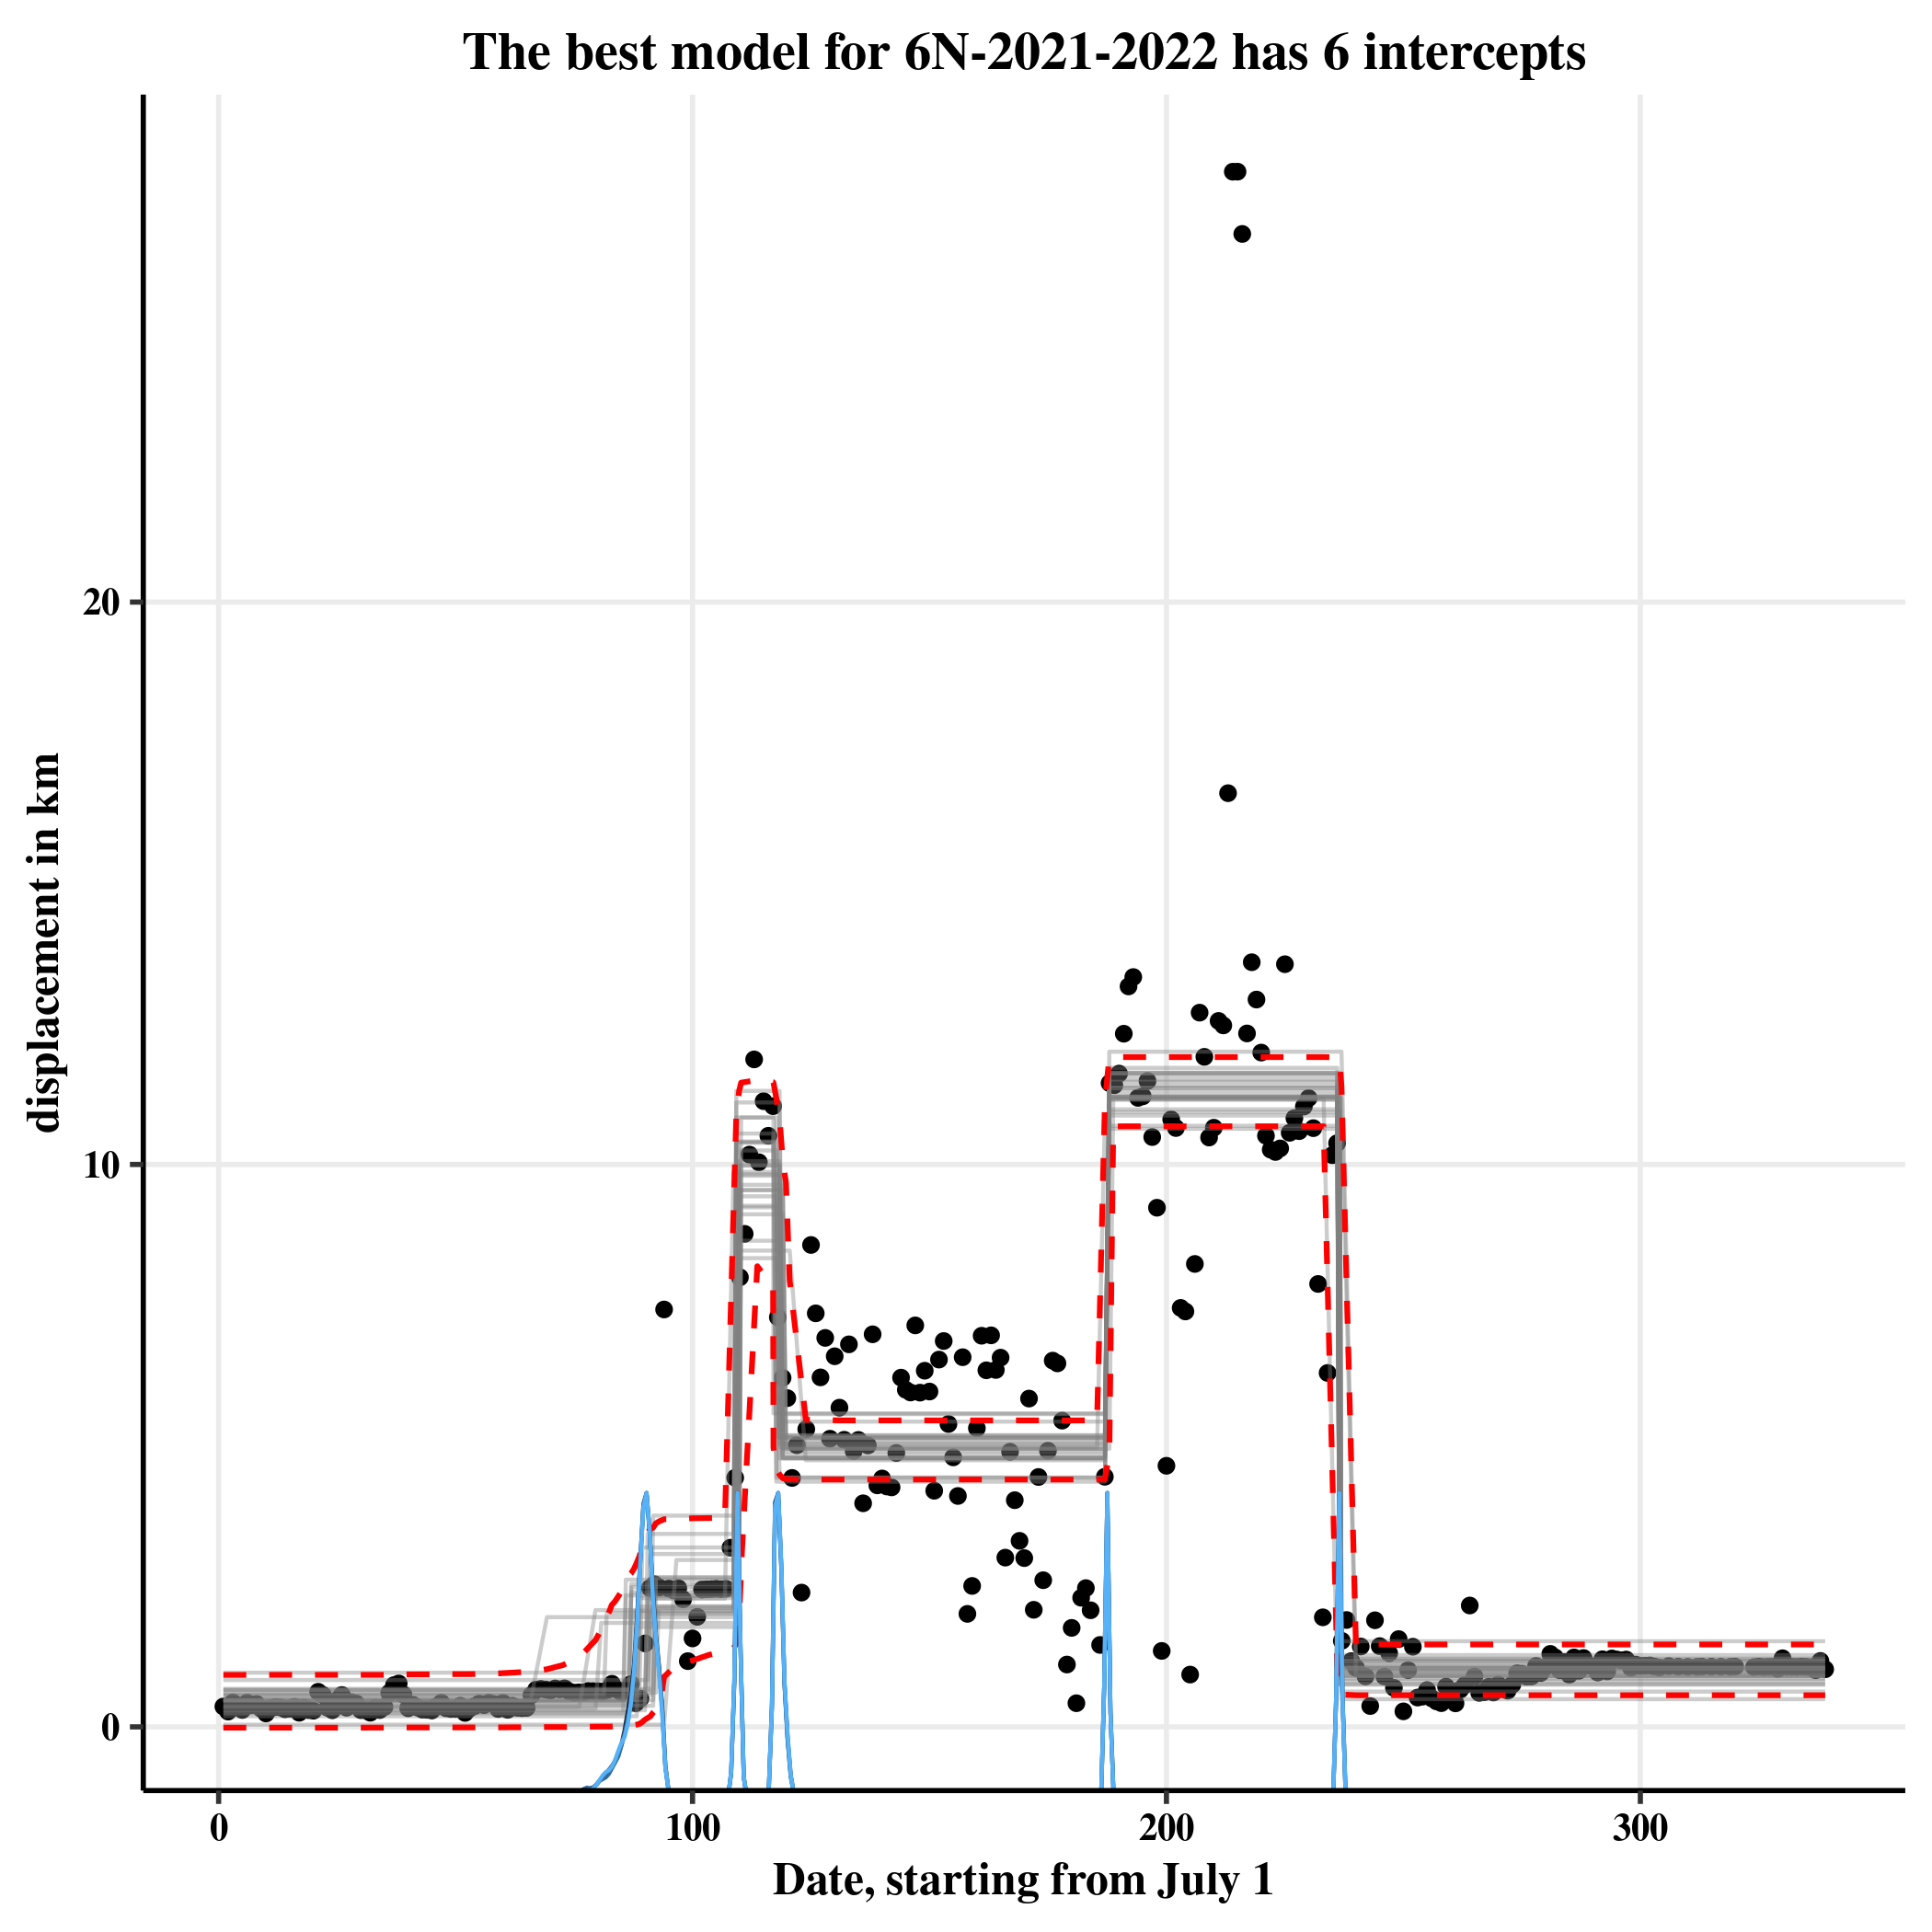 The best model for 6N-2021-2022 has 6 intercepts
displacement in km
20
10
0
0 100 200 300
Date, starting from July 1